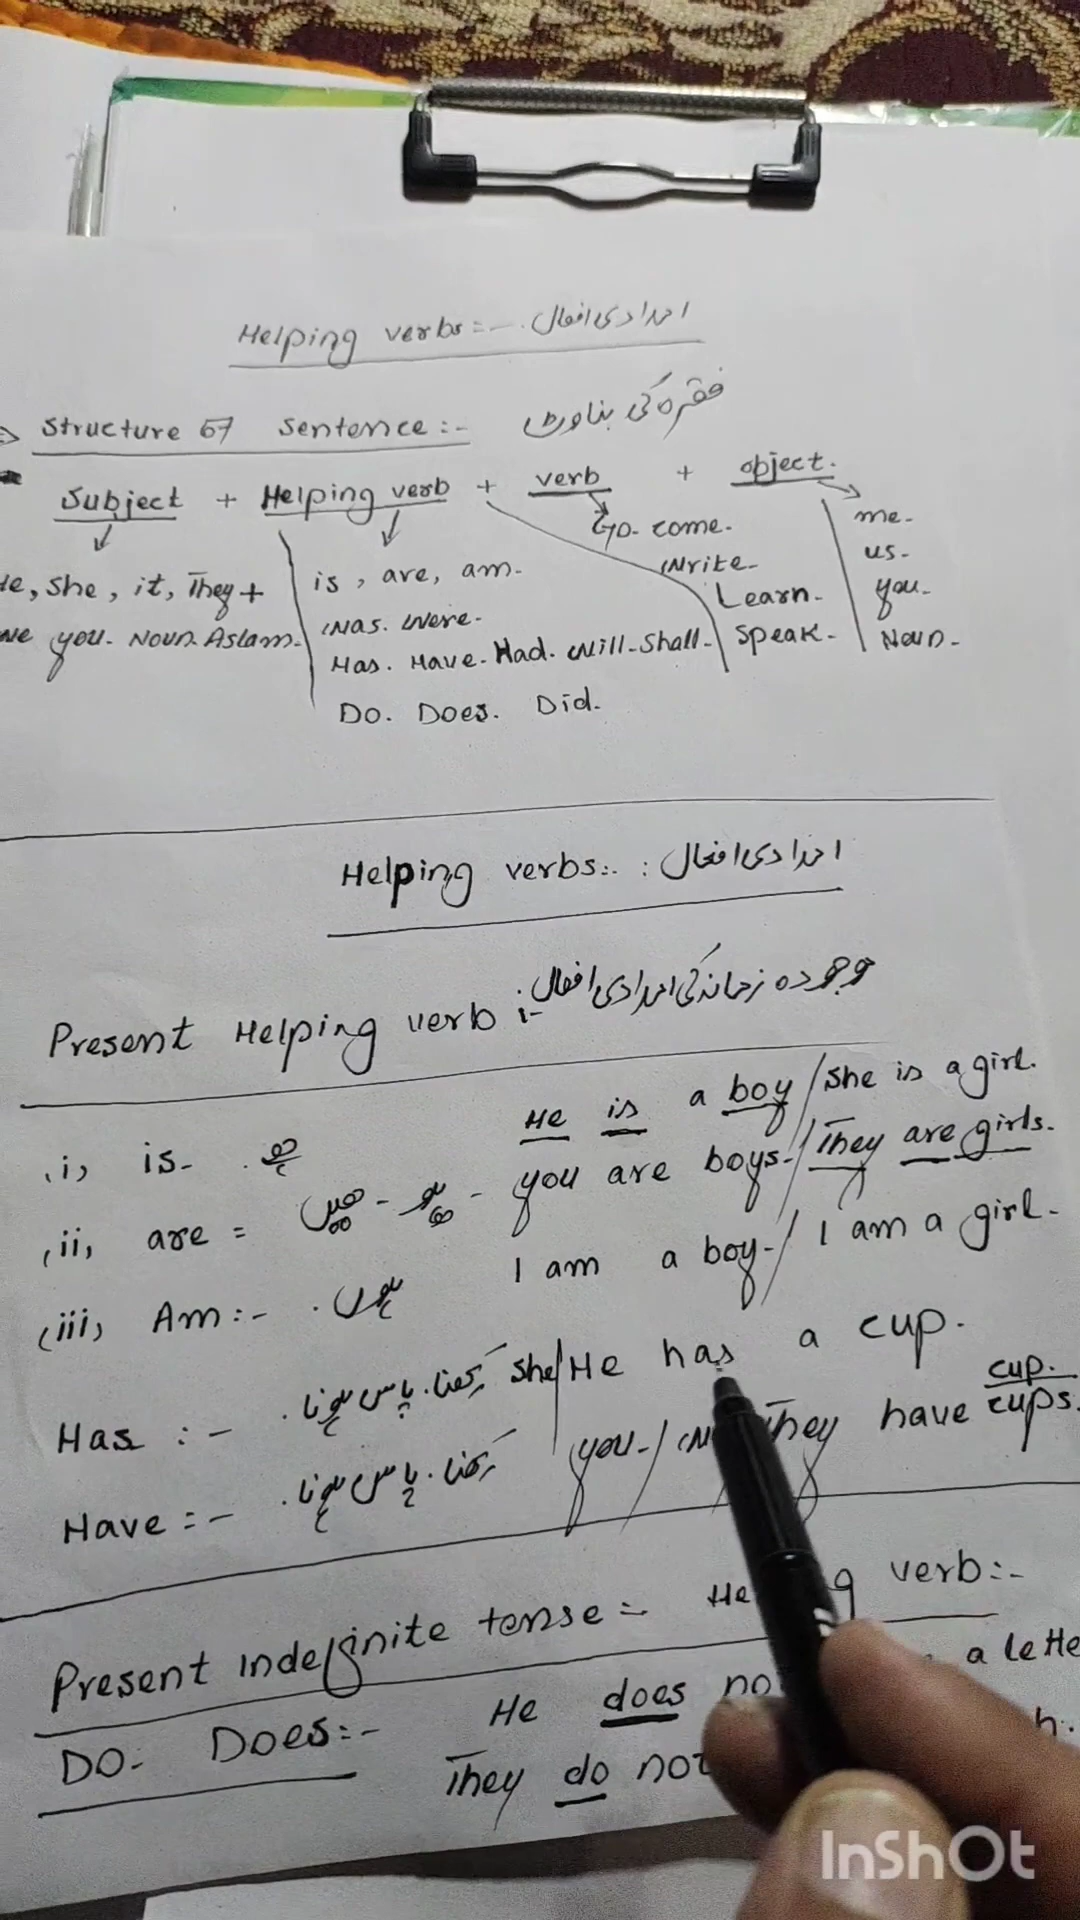 Helping verbs :- امدادی افعال
Structure of Sentence :- فقرہ کی بناوٹ
Subject + Helping verb + verb + object.
He, She, it, They + is, are, am. Go. come. me.
we you. Noun. Aslam. was. were. write. us.
Has. Have. Had. will. Shall. Learn. you.
Do. Does. Did. Speak. Noun.
Helping verbs :- امدادی افعال
Present Helping verb :- موجودہ زمانہ کی امدادی افعال
(i) is- ہے. He is a boy / She is a girl.
(ii) are = ہیں - ہو - you are boys. / They are girls.
(iii) Am :- ہوں. I am a boy. / I am a girl.
Has :- رکھنا. پاس ہونا. She/He has a cup.
Have :- رکھنا. پاس ہونا. you / They have cup. cups.
Present indefinite tense :- verb :-
Do. Does :- He does a
They do not
InShOt